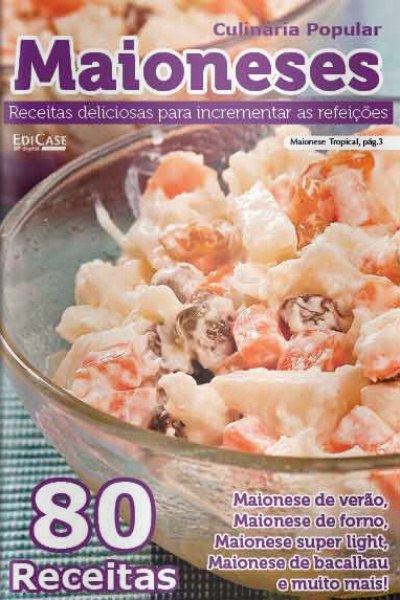 Culinária Popular
Maioneses
Receitas deliciosas para incrementar as refeições
EDICASE
Maionese Tropical, pág.3
80
Receitas
Maionese de verão,
Maionese de forno,
Maionese super light,
Maionese de bacalhau
e muito mais!